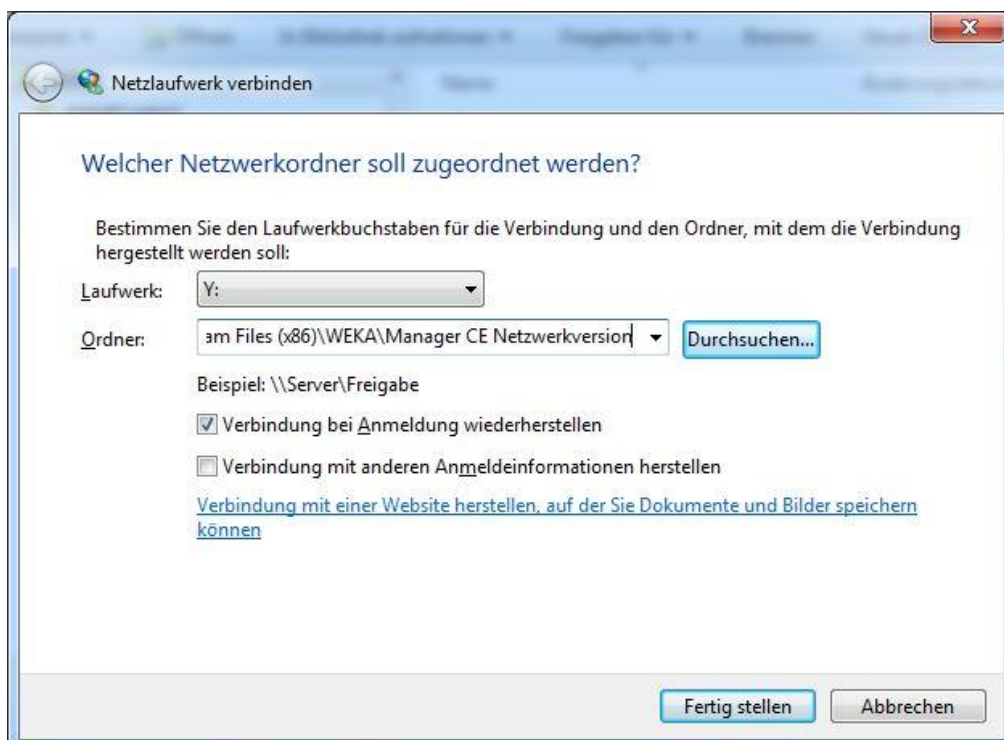 Netzlaufwerk verbinden
Welcher Netzwerkordner soll zugeordnet werden?
Bestimmen Sie den Laufwerkbuchstaben für die Verbindung und den Ordner, mit dem die Verbindung
hergestellt werden soll:
Laufwerk: Y:
Ordner: am Files (x86)\WEKA\Manager CE Netzwerkversion Durchsuchen...
Beispiel: \\Server\Freigabe
Verbindung bei Anmeldung wiederherstellen
Verbindung mit anderen Anmeldeinformationen herstellen
Verbindung mit einer Website herstellen, auf der Sie Dokumente und Bilder speichern
können
Fertig stellen Abbrechen